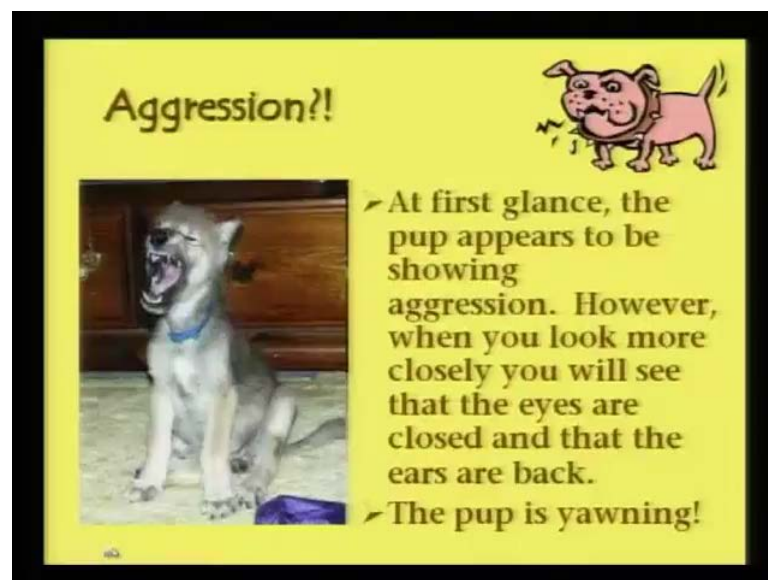 Aggression?!
➢At first glance, the
pup appears to be
showing
aggression.  However,
when you look more
closely you will see
that the eyes are
closed and that the
ears are back.
➢The pup is yawning!